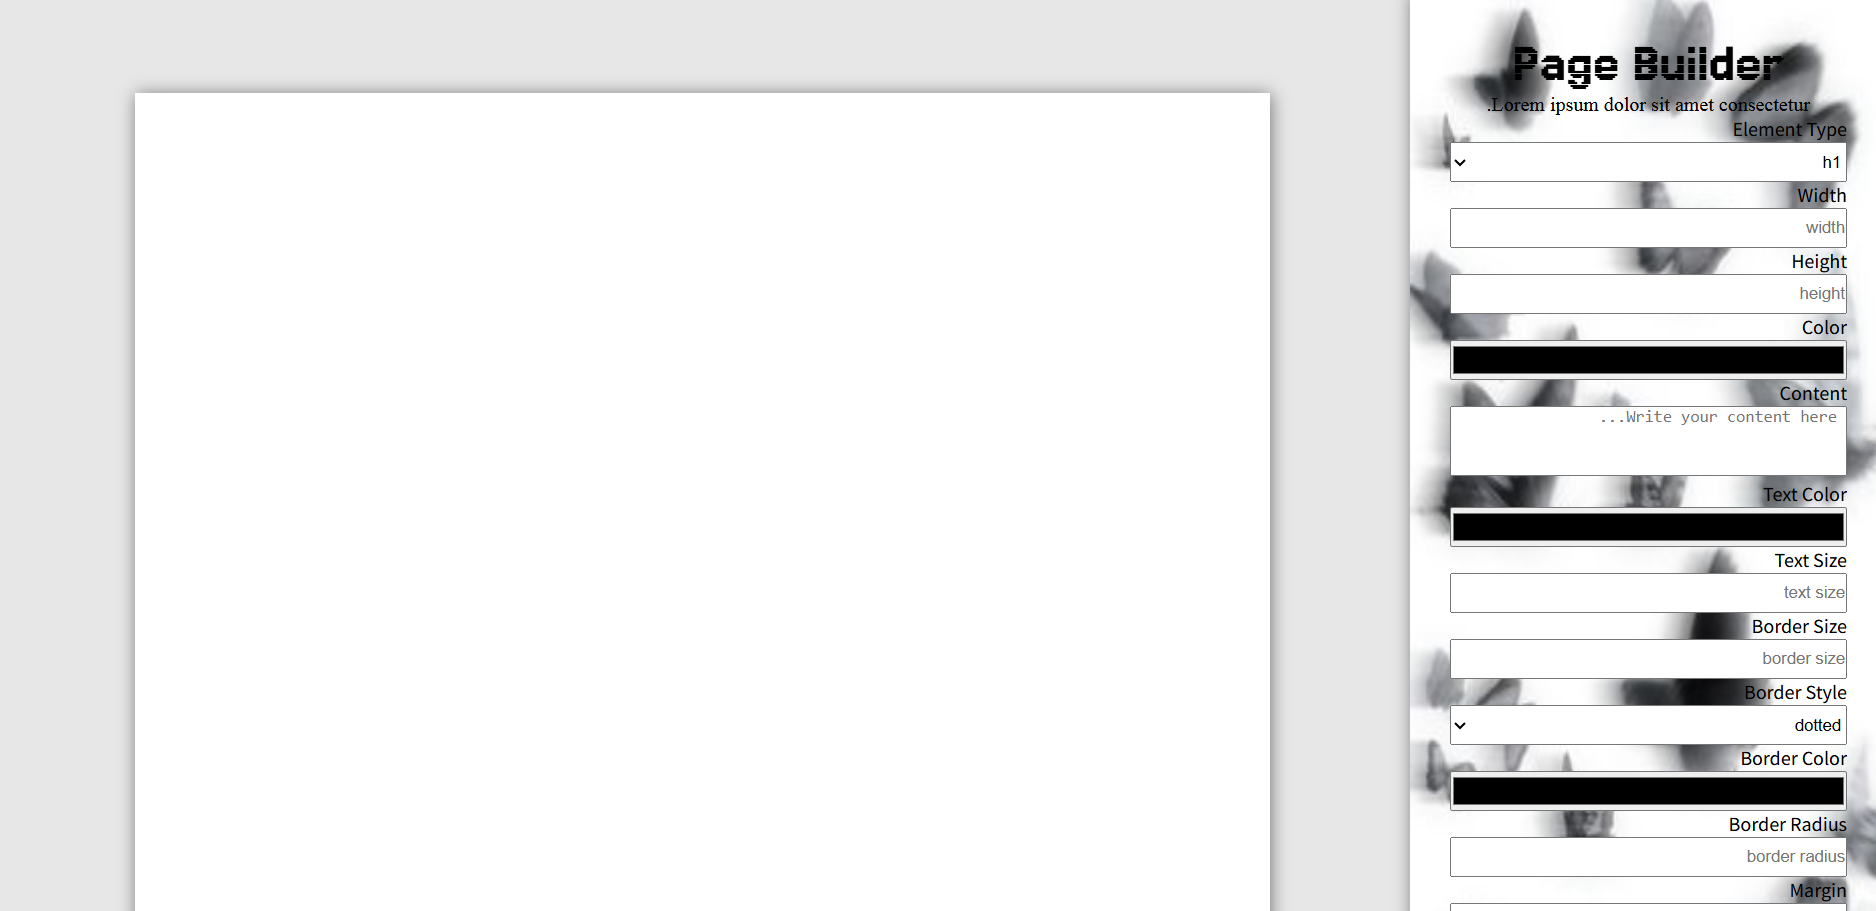 Page Builder
.Lorem ipsum dolor sit amet consectetur
Element Type
h1
Width
width
Height
height
Color
Content
...Write your content here
Text Color
Text Size
text size
Border Size
border size
Border Style
dotted
Border Color
Border Radius
border radius
Margin